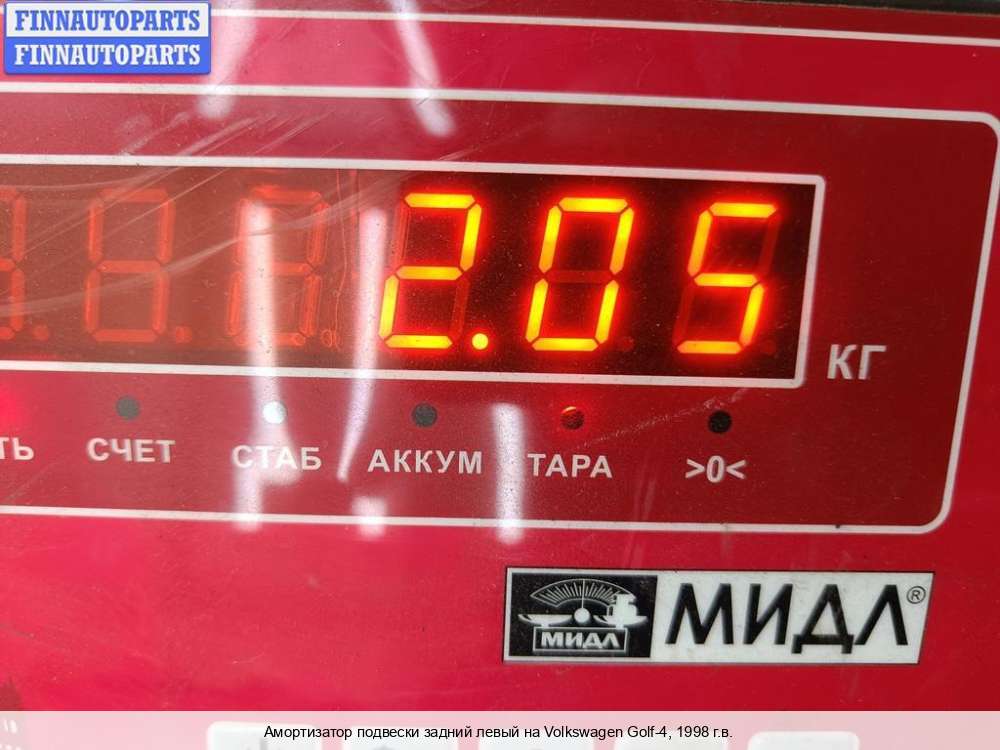 FINNAUTOPARTS
FINNAUTOPARTS
2.05
КГ
СЧЕТ СТАБ АККУМ ТАРА >0<
МИДЛ МИДЛ®
Амортизатор подвески задний левый на Volkswagen Golf-4, 1998 г.в.